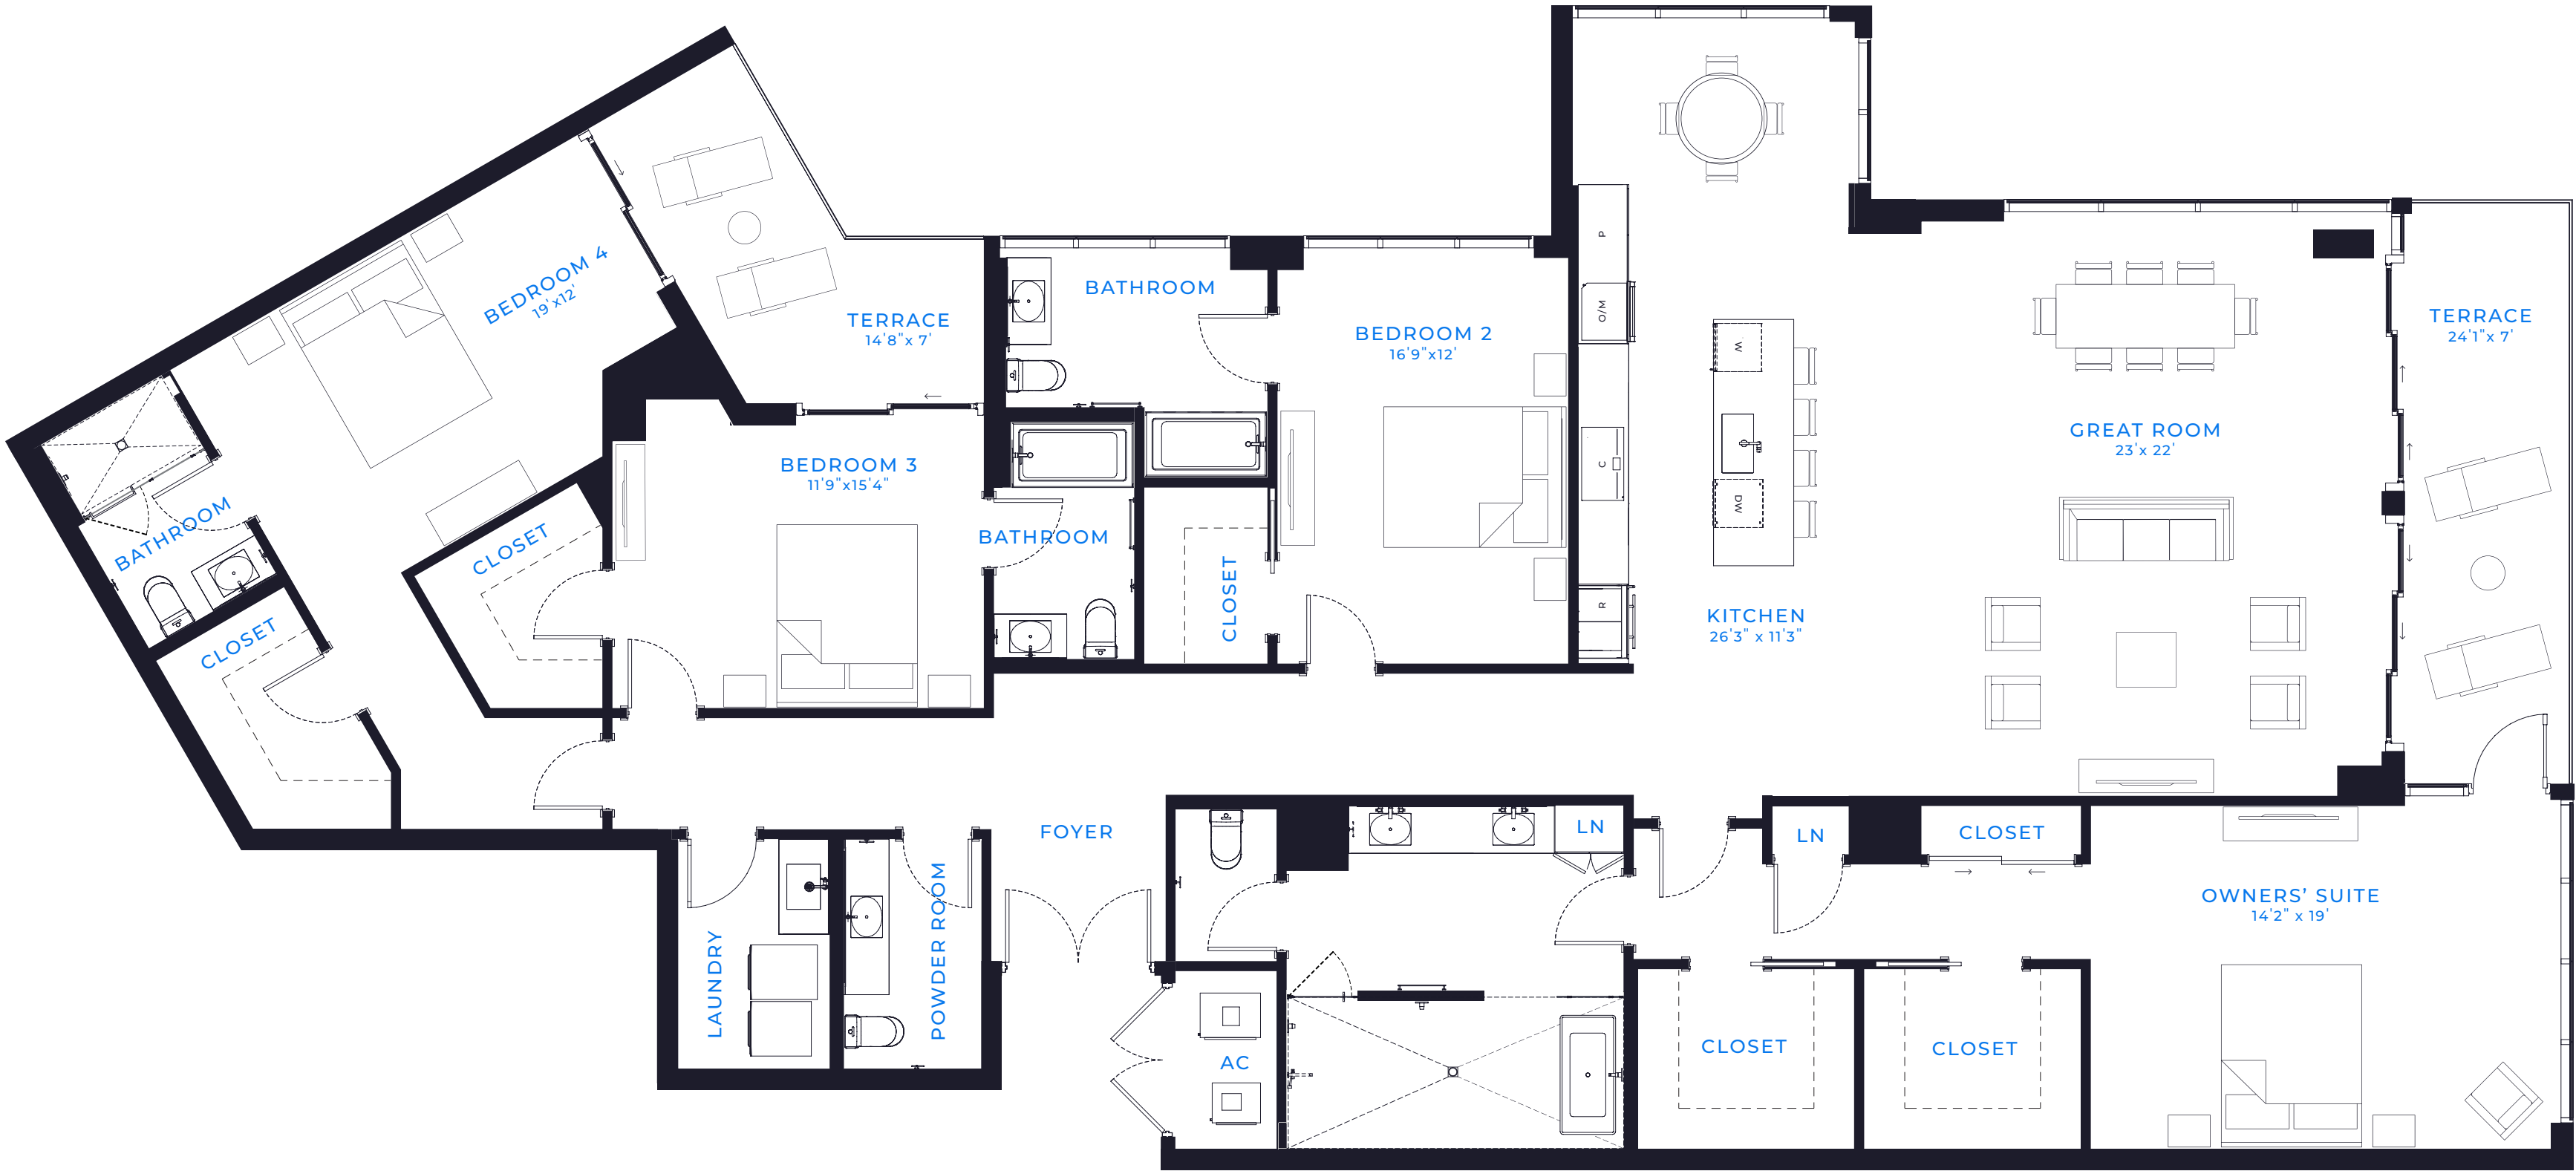 BEDROOM 4
19'x12'
TERRACE
14'8"x 7'
BATHROOM
BEDROOM 2
16'9"x12'
P
O/M
W
C
DW
R
KITCHEN
26'3" x 11'3"
GREAT ROOM
23'x 22'
TERRACE
24'1"x 7'
BEDROOM 3
11'9"x15'4"
BATHROOM
CLOSET
BATHROOM
CLOSET
CLOSET
FOYER
LAUNDRY
POWDER ROOM
AC
LN
LN
CLOSET
CLOSET
CLOSET
OWNERS' SUITE
14'2" x 19'